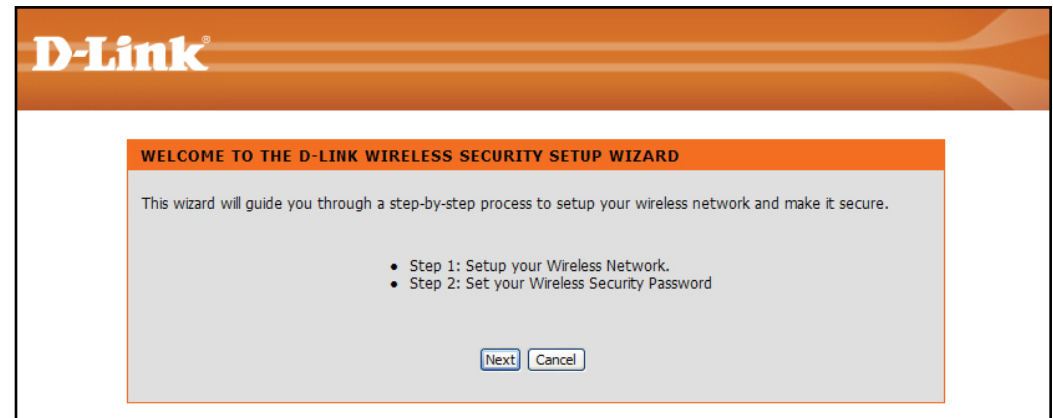 D-Link®
WELCOME TO THE D-LINK WIRELESS SECURITY SETUP WIZARD
This wizard will guide you through a step-by-step process to setup your wireless network and make it secure.
• Step 1: Setup your Wireless Network.
• Step 2: Set your Wireless Security Password
Next Cancel